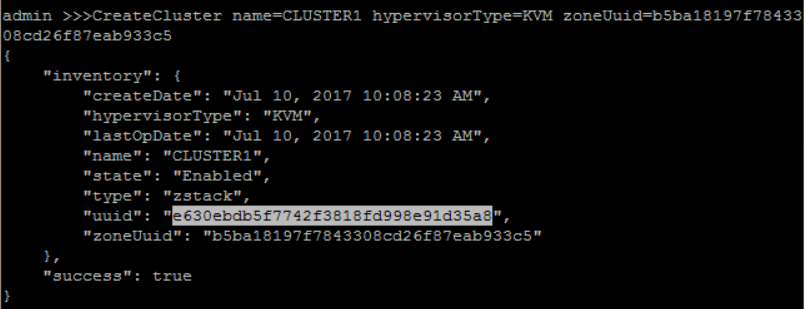 admin >>>CreateCluster name=CLUSTER1 hypervisorType=KVM zoneUuid=b5ba18197f78433
08cd26f87eab933c5
{
    "inventory": {
        "createDate": "Jul 10, 2017 10:08:23 AM",
        "hypervisorType": "KVM",
        "lastOpDate": "Jul 10, 2017 10:08:23 AM",
        "name": "CLUSTER1",
        "state": "Enabled",
        "type": "zstack",
        "uuid": "e630ebdb5f7742f3818fd998e91d35a8",
        "zoneUuid": "b5ba18197f7843308cd26f87eab933c5"
    },
    "success": true
}